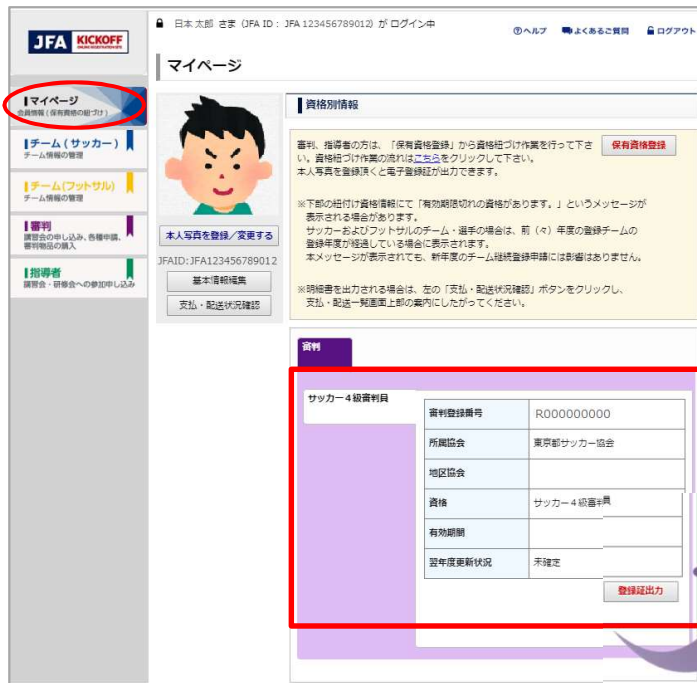 JFA KICKOFF
ONLINE REGISTRATION SITE
日本 太郎 さま (JFA ID : JFA 123456789012) が ログイン中
ヘルプ
よくあるご質問
ログアウト
マイページ
マイページ
会員情報(保有資格の紐づけ)
チーム(サッカー)
チーム情報の管理
チーム(フットサル)
チーム情報の管理
審判
講習会の申し込み、各種申請、
審判物品の購入
指導者
講習会・研修会への参加申し込み
本人写真を登録/変更する
JFAID:JFA123456789012
基本情報編集
支払・配送状況確認
資格別情報
審判、指導者の方は、「保有資格登録」から資格紐づけ作業を行って下さ
い。資格紐づけ作業の流れはこちらをクリックして下さい。
本人写真を登録頂くと電子登録証が出力できます。
保有資格登録
※下部の紐付け資格情報にて「有効期限切れの資格があります。」というメッセージが
表示される場合があります。
サッカーおよびフットサルのチーム・選手の場合は、前(々)年度の登録チームの
登録年度が経過している場合に表示されます。
本メッセージが表示されても、新年度のチーム継続登録申請には影響はありません。
※明細書を出力される場合は、左の「支払・配送状況確認」ボタンをクリックし、
支払・配送一覧画面上部の案内にしたがってください。
審判
サッカー4級審判員
審判登録番号 R000000000
所属協会 東京都サッカー協会
地区協会
資格 サッカー4級審判員
有効期間
翌年度更新状況 未確定
登録証出力